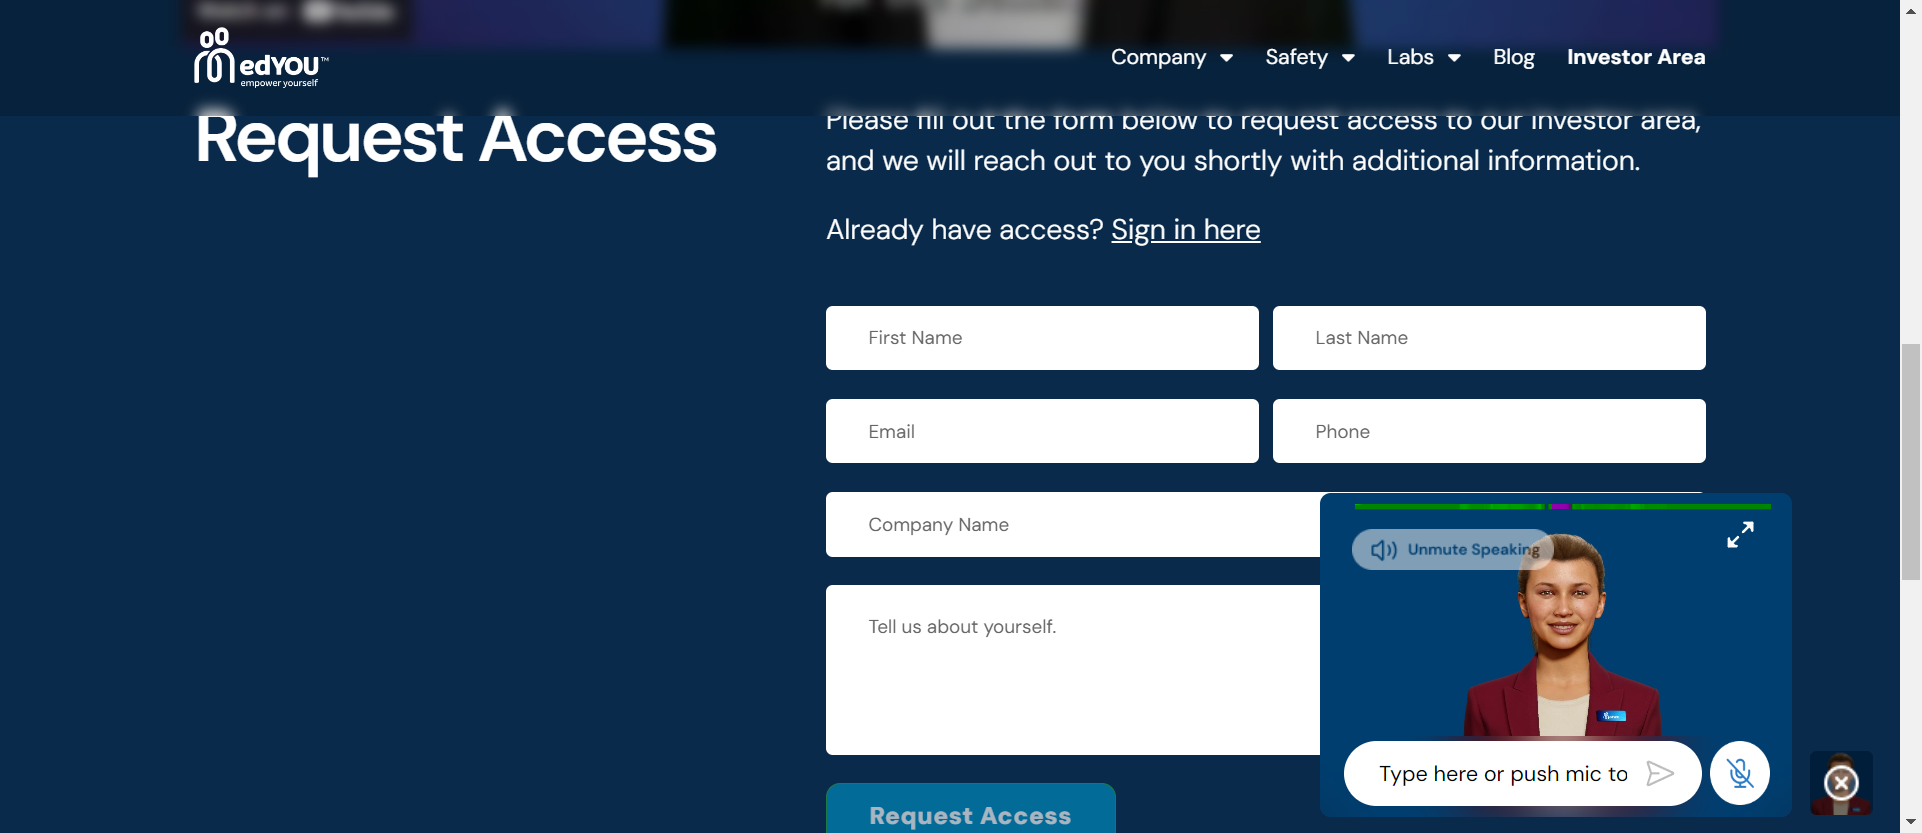 Company
Safety
Labs
Blog
Investor Area
edYOU™
empower yourself
Request Access
Please fill out the form below to request access to our investor area,
and we will reach out to you shortly with additional information.
Already have access? Sign in here
First Name
Last Name
Email
Phone
Company Name
Tell us about yourself.
Unmute Speaking
Type here or push mic to
Request Access